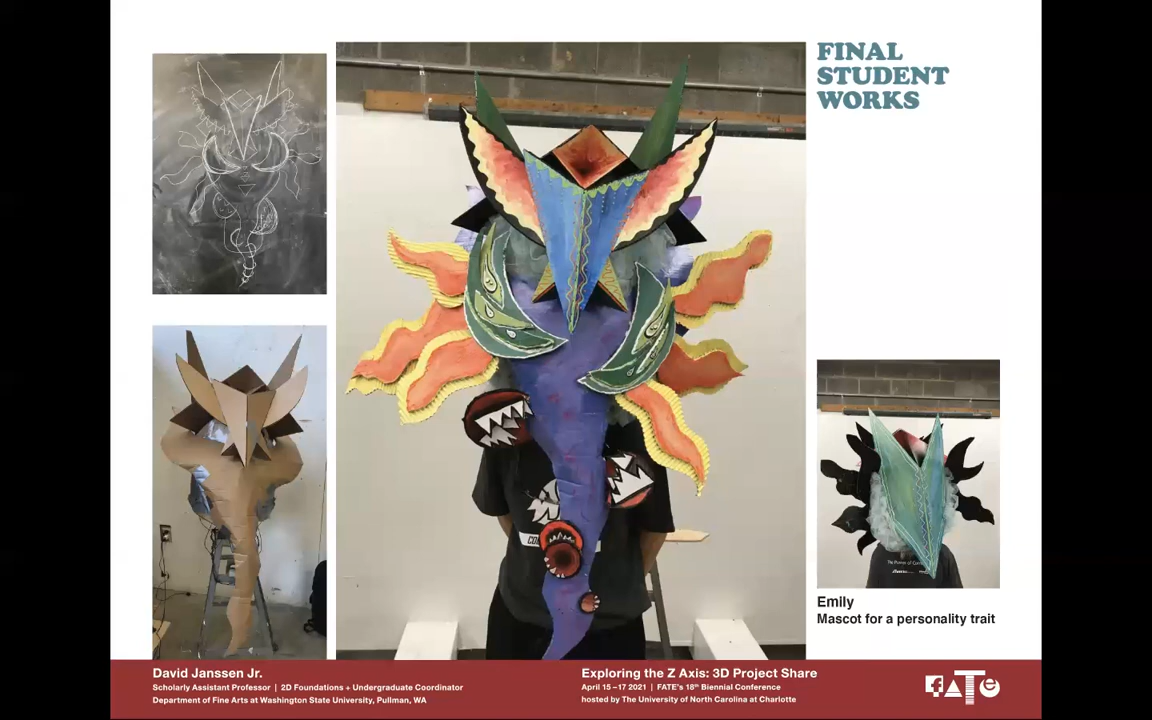 FINAL
STUDENT
WORKS
Emily
Mascot for a personality trait
David Janssen Jr.
Scholarly Assistant Professor | 2D Foundations + Undergraduate Coordinator
Department of Fine Arts at Washington State University, Pullman, WA
Exploring the Z Axis: 3D Project Share
April 15 – 17 2021 | FATE's 18th Biennial Conference
hosted by The University of North Carolina at Charlotte
fATe